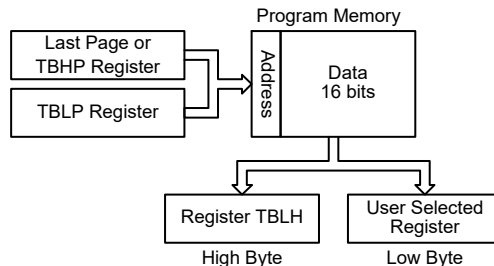 Program Memory
Last Page or
TBHP Register
TBLP Register
Address
Data
16 bits
Register TBLH
User Selected
Register
High Byte
Low Byte